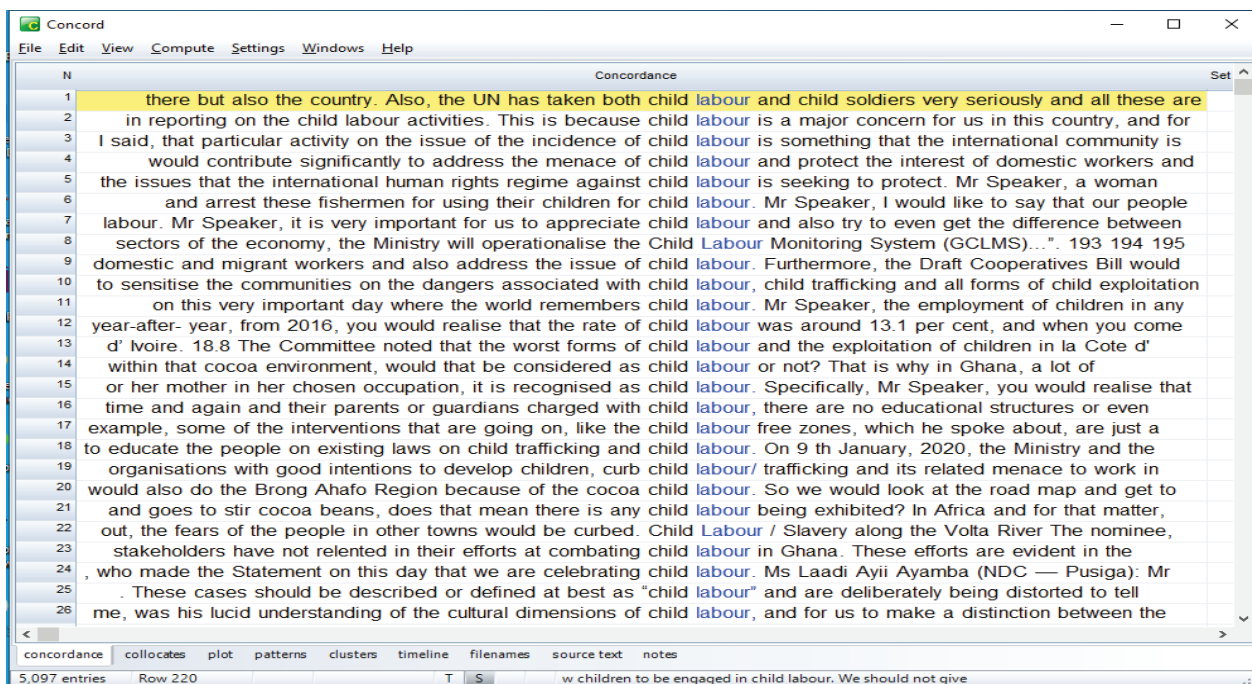 Concord
File Edit View Compute Settings Windows Help
N Concordance Set
1 there but also the country. Also, the UN has taken both child labour and child soldiers very seriously and all these are
2 in reporting on the child labour activities. This is because child labour is a major concern for us in this country, and for
3 I said, that particular activity on the issue of the incidence of child labour is something that the international community is
4 would contribute significantly to address the menace of child labour and protect the interest of domestic workers and
5 the issues that the international human rights regime against child labour is seeking to protect. Mr Speaker, a woman
6 and arrest these fishermen for using their children for child labour. Mr Speaker, I would like to say that our people
7 labour. Mr Speaker, it is very important for us to appreciate child labour and also try to even get the difference between
8 sectors of the economy, the Ministry will operationalise the Child Labour Monitoring System (GCLMS)...". 193 194 195
9 domestic and migrant workers and also address the issue of child labour. Furthermore, the Draft Cooperatives Bill would
10 to sensitise the communities on the dangers associated with child labour, child trafficking and all forms of child exploitation
11 on this very important day where the world remembers child labour. Mr Speaker, the employment of children in any
12 year-after- year, from 2016, you would realise that the rate of child labour was around 13.1 per cent, and when you come
13 d' Ivoire. 18.8 The Committee noted that the worst forms of child labour and the exploitation of children in la Cote d'
14 within that cocoa environment, would that be considered as child labour or not? That is why in Ghana, a lot of
15 or her mother in her chosen occupation, it is recognised as child labour. Specifically, Mr Speaker, you would realise that
16 time and again and their parents or guardians charged with child labour, there are no educational structures or even
17 example, some of the interventions that are going on, like the child labour free zones, which he spoke about, are just a
18 to educate the people on existing laws on child trafficking and child labour. On 9 th January, 2020, the Ministry and the
19 organisations with good intentions to develop children, curb child labour/ trafficking and its related menace to work in
20 would also do the Brong Ahafo Region because of the cocoa child labour. So we would look at the road map and get to
21 and goes to stir cocoa beans, does that mean there is any child labour being exhibited? In Africa and for that matter,
22 out, the fears of the people in other towns would be curbed. Child Labour / Slavery along the Volta River The nominee,
23 stakeholders have not relented in their efforts at combating child labour in Ghana. These efforts are evident in the
24 , who made the Statement on this day that we are celebrating child labour. Ms Laadi Ayii Ayamba (NDC — Pusiga): Mr
25 . These cases should be described or defined at best as “child labour” and are deliberately being distorted to tell
26 me, was his lucid understanding of the cultural dimensions of child labour, and for us to make a distinction between the
concordance collocates plot patterns clusters timeline filenames source text notes
5,097 entries Row 220 T S w children to be engaged in child labour. We should not give